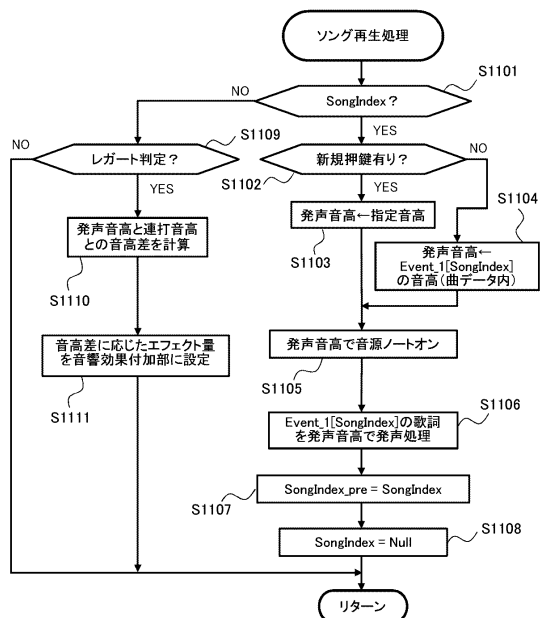 ソング再生処理
S1101
SongIndex?
NO
YES
S1109
NO
レガート判定?
YES
新規押鍵有り?
NO
S1102
YES
S1104
発声音高←指定音高
S1103
発声音高←
Event_1[SongIndex]
の音高(曲データ内)
発声音高と連打音高
との音高差を計算
S1110
発声音高で音源ノートオン
S1105
音高差に応じたエフェクト量
を音響効果付加部に設定
S1111
S1106
Event_1[SongIndex]の歌詞
を発声音高で発声処理
SongIndex_pre = SongIndex
S1107
S1108
SongIndex = Null
リターン